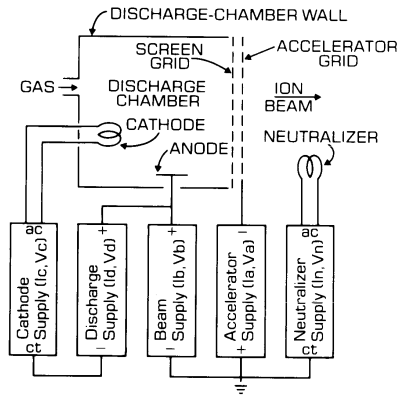 DISCHARGE-CHAMBER WALL
SCREEN
GRID
ACCELERATOR
GRID
GAS
DISCHARGE
CHAMBER
ION
BEAM
CATHODE
NEUTRALIZER
ANODE
ac
Cathode
Supply (Ic, Vc)
ct
+
Discharge
Supply (Id, Vd)
−
+
Beam
Supply (Ib, Vb)
−
−
Accelerator
Supply (Ia, Va)
+
ac
Neutralizer
Supply (In, Vn)
ct